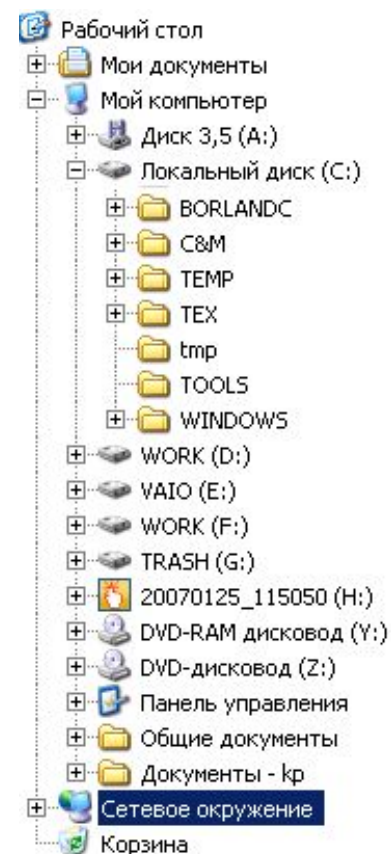 Рабочий стол
Мои документы
Мой компьютер
Диск 3,5 (A:)
Локальный диск (C:)
BORLANDC
C&M
TEMP
TEX
tmp
TOOLS
WINDOWS
WORK (D:)
VAIO (E:)
WORK (F:)
TRASH (G:)
20070125_115050 (H:)
DVD-RAM дисковод (Y:)
DVD-дисковод (Z:)
Панель управления
Общие документы
Документы - kp
Сетевое окружение
Корзина